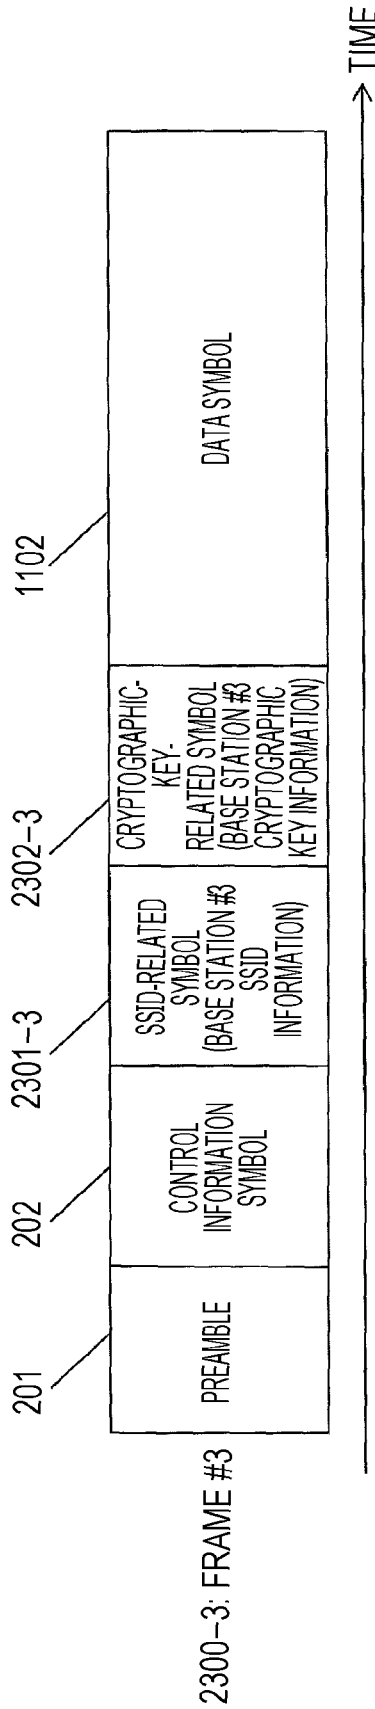 2300-3: FRAME #3
201
PREAMBLE
202
CONTROL
INFORMATION
SYMBOL
2301-3
SSID-RELATED
SYMBOL
(BASE STATION #3
SSID
INFORMATION)
2302-3
CRYPTOGRAPHIC-
KEY-
RELATED SYMBOL
(BASE STATION #3
CRYPTOGRAPHIC
KEY INFORMATION)
1102
DATA SYMBOL
TIME